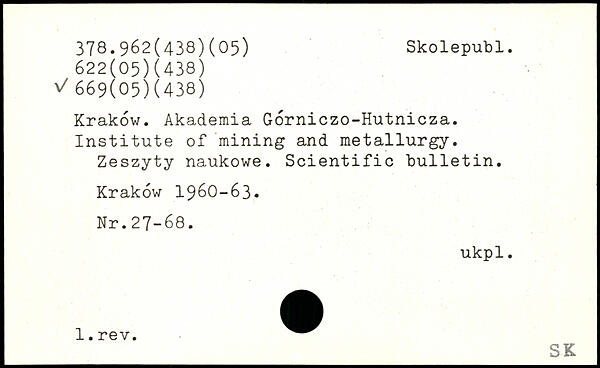 378.962(438)(05) Skolepubl.
622(05)(438)
✓ 669(05)(438)
Kraków. Akademia Górniczo-Hutnicza.
Institute of mining and metallurgy.
Zeszyty naukowe. Scientific bulletin.
Kraków 1960-63.
Nr.27-68.
ukpl.
1.rev.
SK